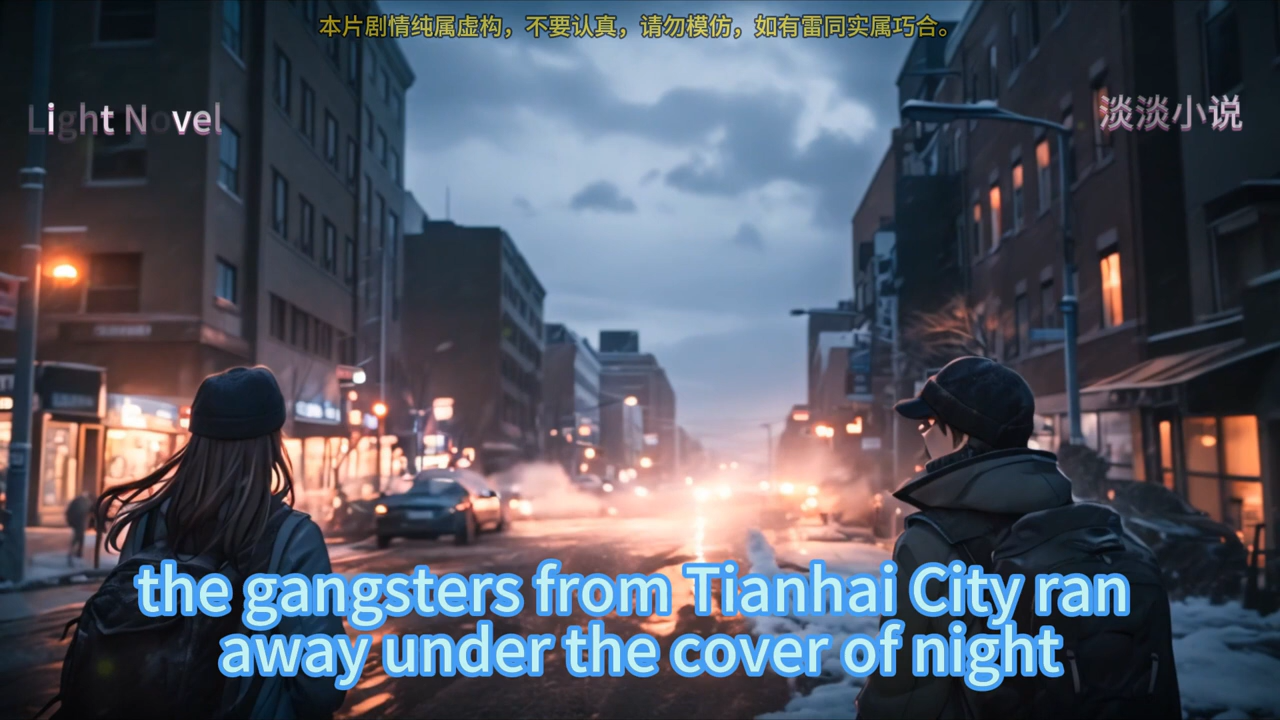 本片剧情纯属虚构，不要认真，请勿模仿，如有雷同实属巧合。
Light Novel
淡淡小说
the gangsters from Tianhai City ran
away under the cover of night